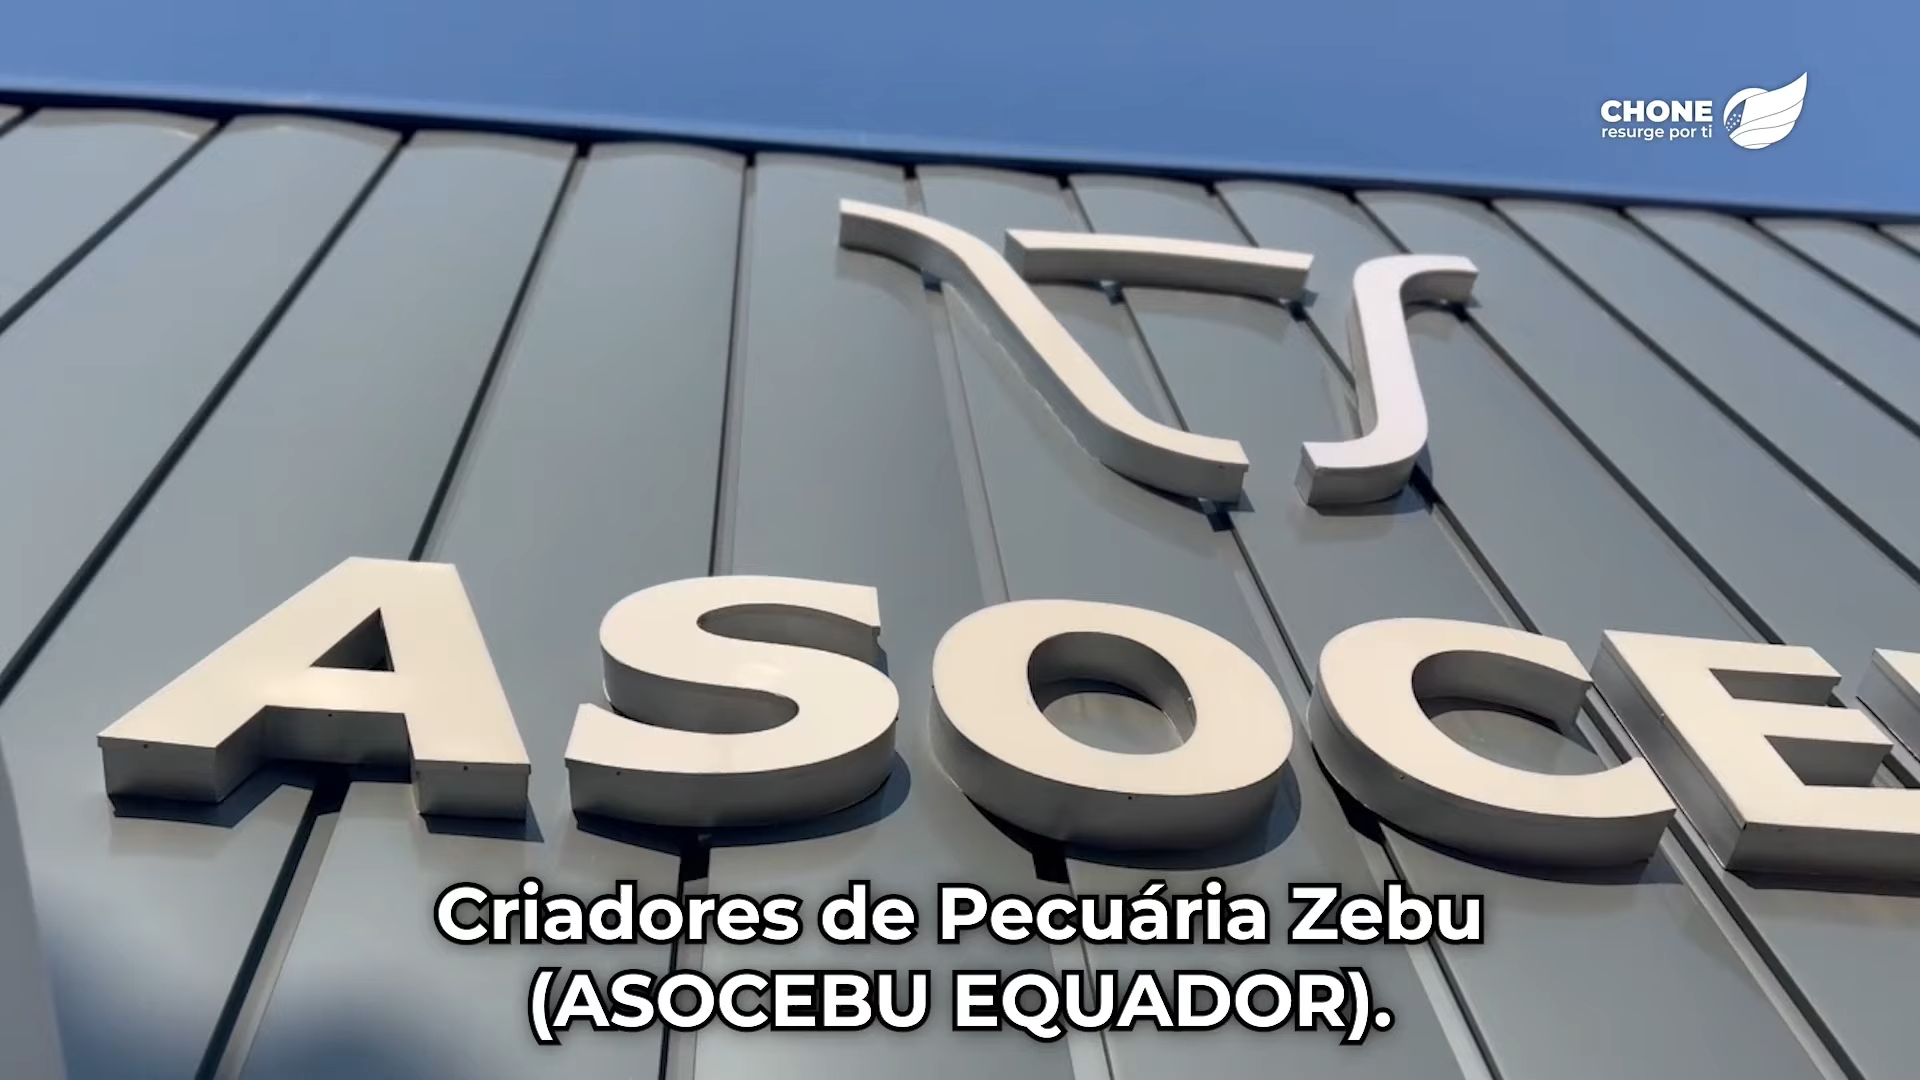 CHONE
resurge por ti
ASOCE
Criadores de Pecuária Zebu
(ASOCEBU EQUADOR).